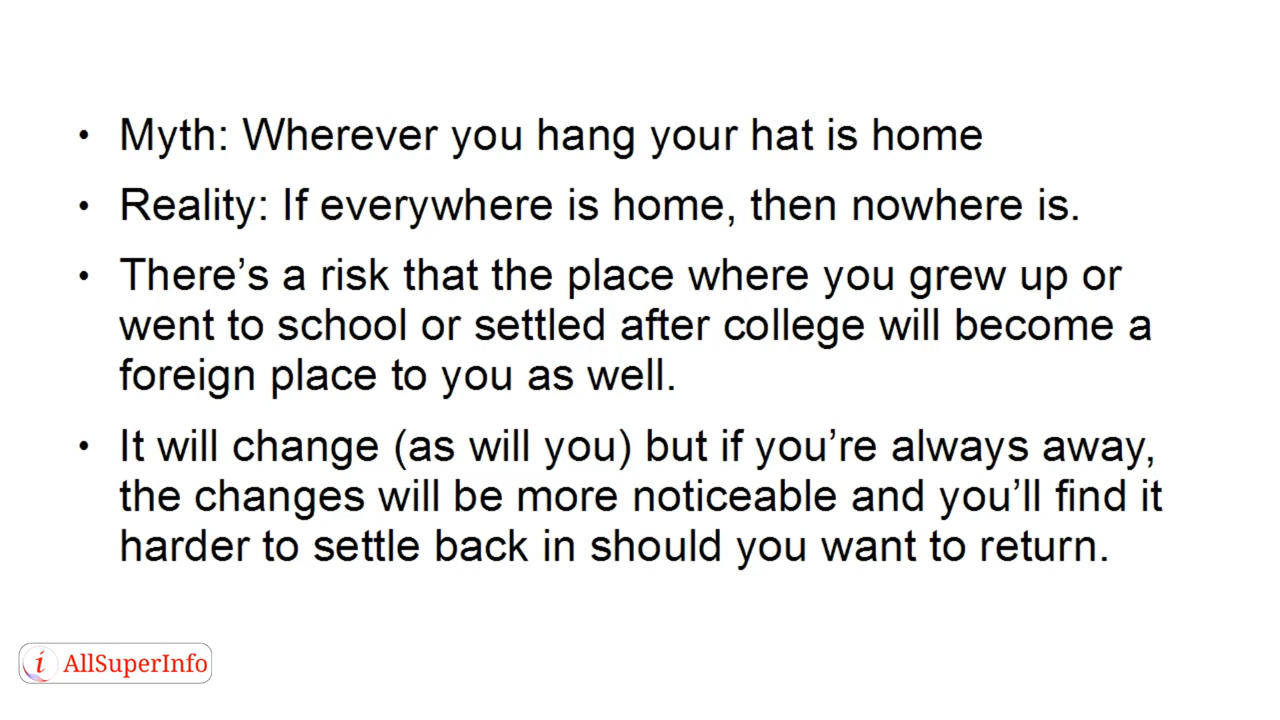 • Myth: Wherever you hang your hat is home
• Reality: If everywhere is home, then nowhere is.
• There’s a risk that the place where you grew up or
went to school or settled after college will become a
foreign place to you as well.
• It will change (as will you) but if you’re always away,
the changes will be more noticeable and you’ll find it
harder to settle back in should you want to return.
i AllSuperInfo